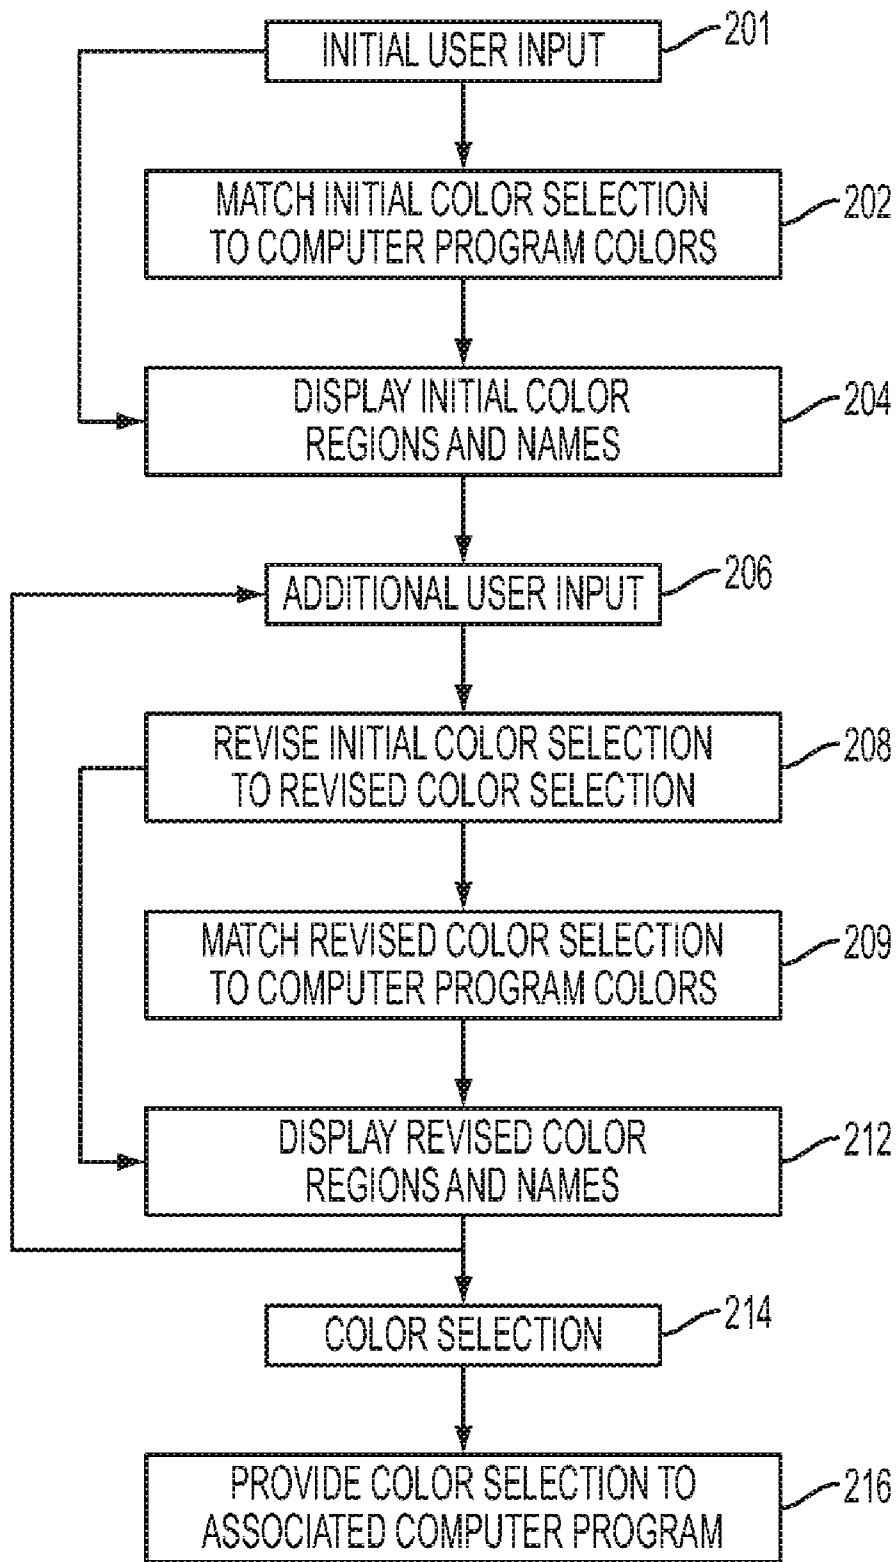 INITIAL USER INPUT
201
MATCH INITIAL COLOR SELECTION
TO COMPUTER PROGRAM COLORS
202
DISPLAY INITIAL COLOR
REGIONS AND NAMES
204
ADDITIONAL USER INPUT
206
REVISE INITIAL COLOR SELECTION
TO REVISED COLOR SELECTION
208
MATCH REVISED COLOR SELECTION
TO COMPUTER PROGRAM COLORS
209
DISPLAY REVISED COLOR
REGIONS AND NAMES
212
COLOR SELECTION
214
PROVIDE COLOR SELECTION TO
ASSOCIATED COMPUTER PROGRAM
216